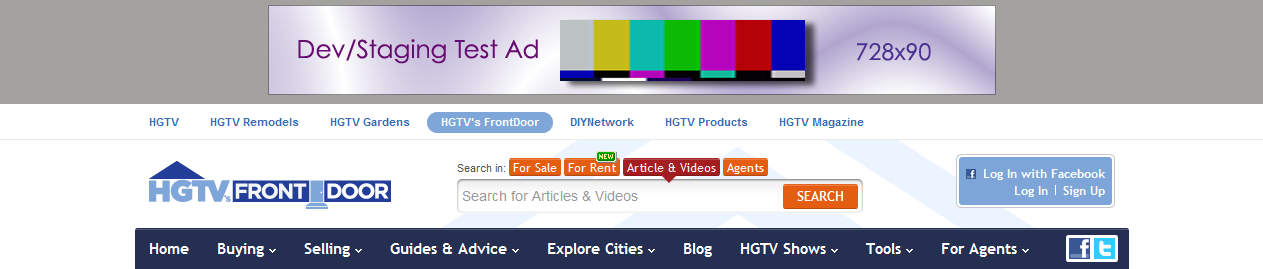 Dev/Staging Test Ad 728x90
HGTV HGTV Remodels HGTV Gardens HGTV's FrontDoor DIYNetwork HGTV Products HGTV Magazine
NEW
Search in: For Sale For Rent Article & Videos Agents
HGTV's FRONTDOOR
Search for Articles & Videos SEARCH
f Log In with Facebook
Log In | Sign Up
Home Buying Selling Guides & Advice Explore Cities Blog HGTV Shows Tools For Agents f t